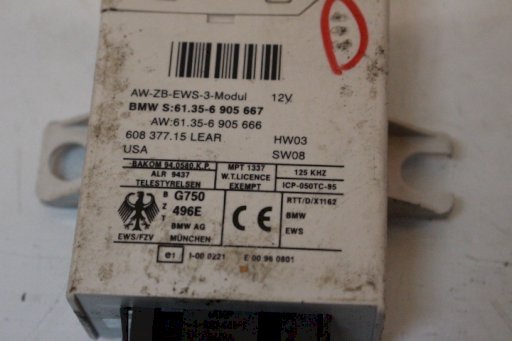 AW-ZB-EWS-3-Modul 12V
BMW S:61.35-6 905 667
AW:61.35-6 905 666
608 377.15 LEAR HW03
USA SW08
BAKOM 94.0560.K.P.
ALR 9437
TELESTYRELSEN
MPT 1337
W.T.LICENCE
EXEMPT
125 KHZ
ICP-050TC-95
B Z T
G750
496E
BMW AG
MÜNCHEN
EWS/FZV
CE
RTT/D/X1162
BMW
EWS
e1 I-00 0221 E 00 96 0801